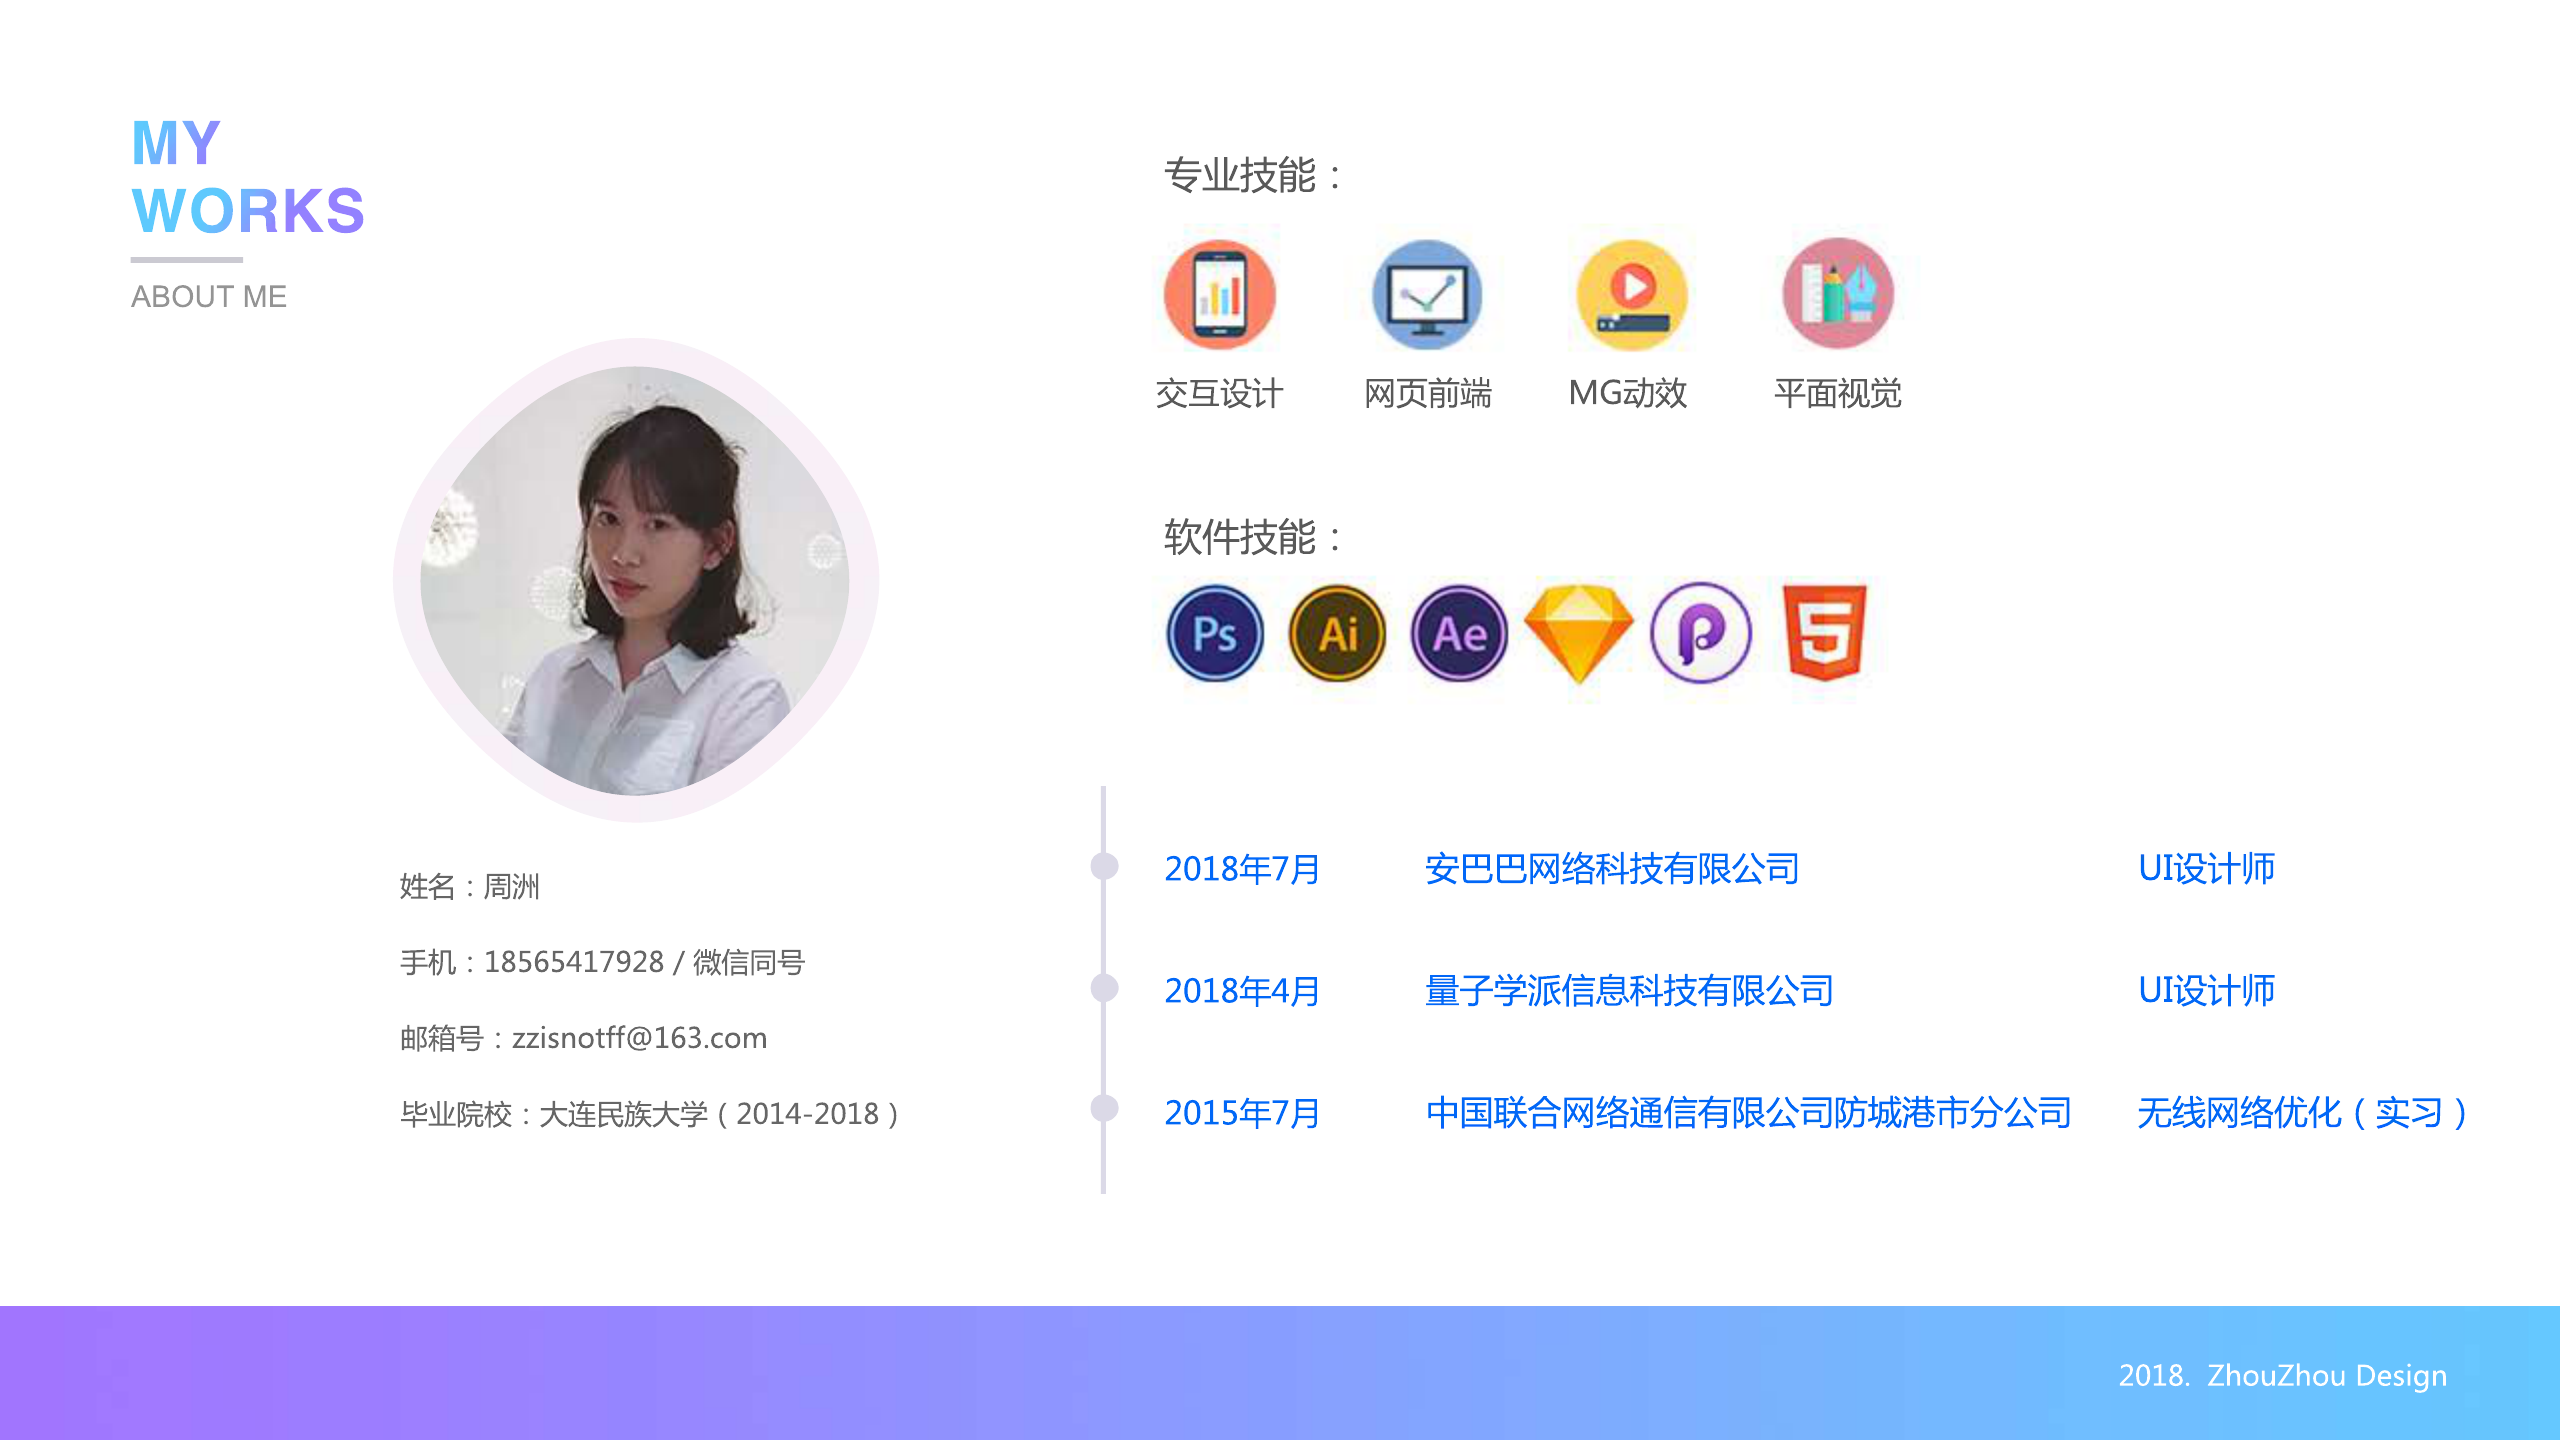 MY
WORKS
ABOUT ME
姓名：周洲
手机：18565417928 / 微信同号
邮箱号：zzisnotff@163.com
毕业院校：大连民族大学（2014-2018）
专业技能：
交互设计 网页前端 MG动效 平面视觉
软件技能：
Ps Ai Ae P 5
2018年7月 安巴巴网络科技有限公司 UI设计师
2018年4月 量子学派信息科技有限公司 UI设计师
2015年7月 中国联合网络通信有限公司防城港市分公司 无线网络优化（实习）
2018. ZhouZhou Design